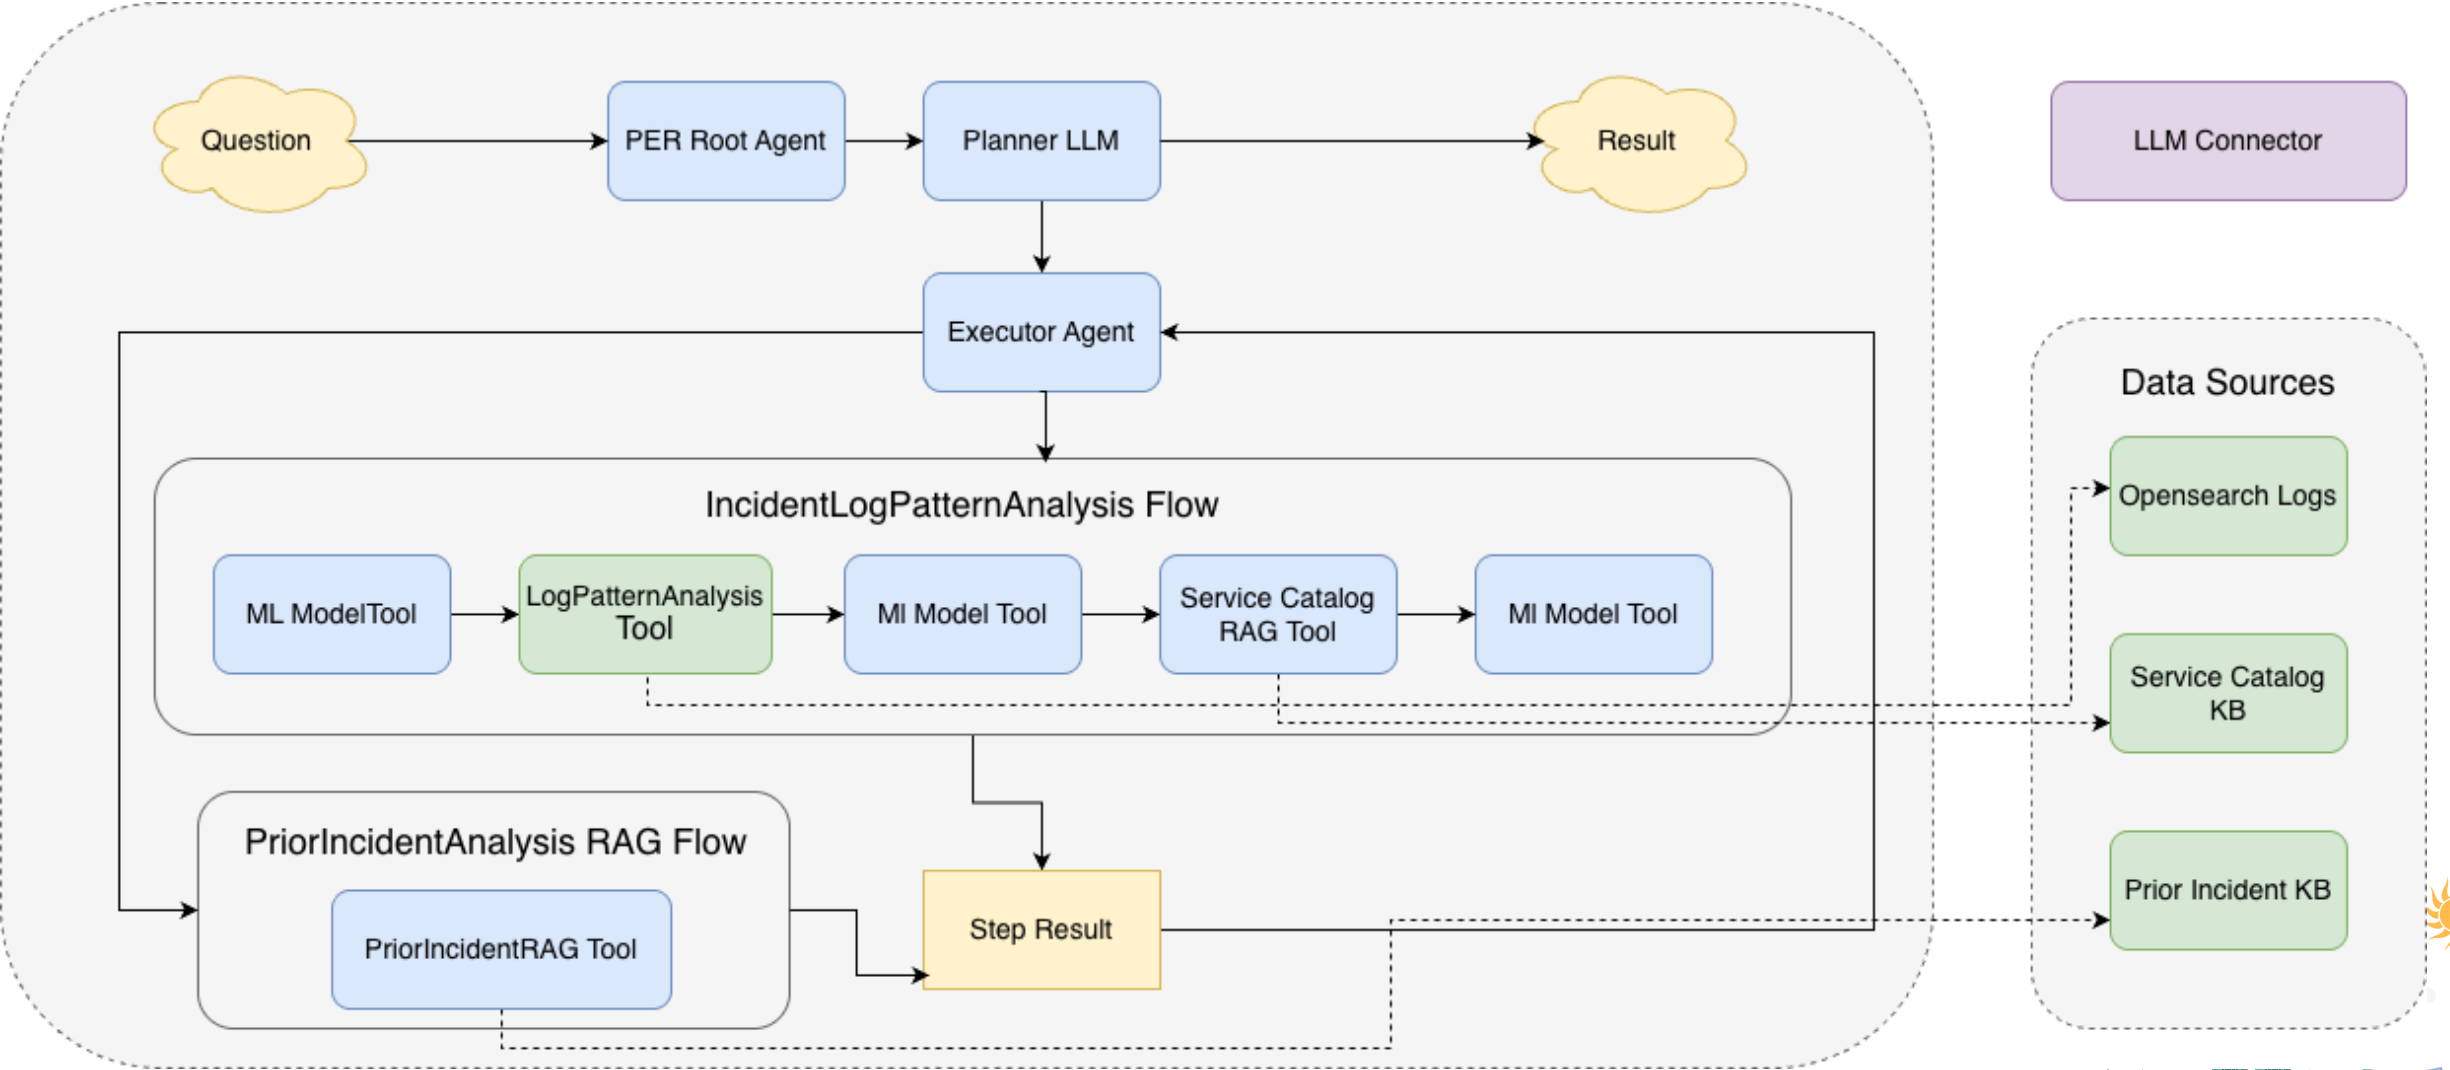 Question
PER Root Agent
Planner LLM
Result
LLM Connector
Executor Agent
Data Sources
Opensearch Logs
IncidentLogPatternAnalysis Flow
ML ModelTool
LogPatternAnalysis
Tool
Ml Model Tool
Service Catalog
RAG Tool
Ml Model Tool
Service Catalog
KB
PriorIncidentAnalysis RAG Flow
PriorIncidentRAG Tool
Step Result
Prior Incident KB